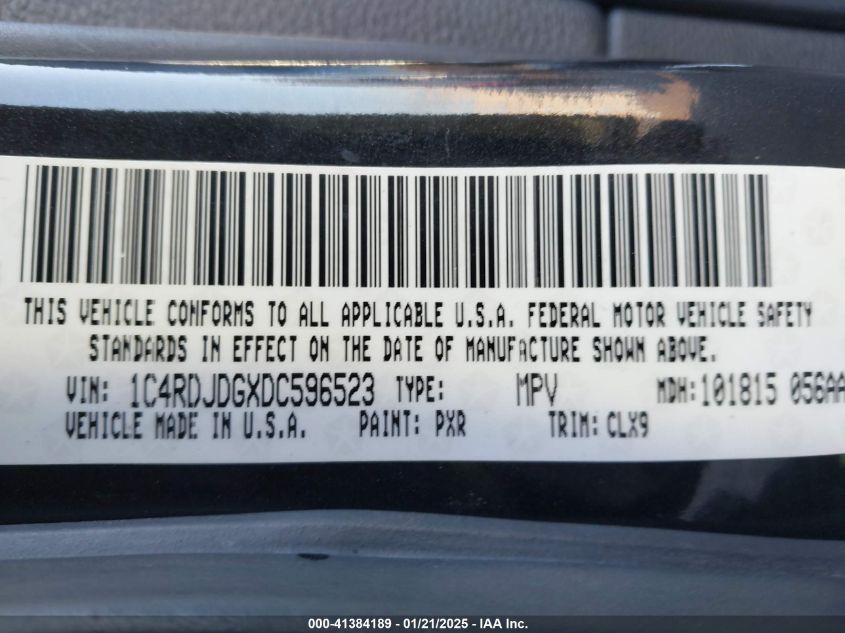 THIS VEHICLE CONFORMS TO ALL APPLICABLE U.S.A. FEDERAL MOTOR VEHICLE SAFETY
STANDARDS IN EFFECT ON THE DATE OF MANUFACTURE SHOWN ABOVE.
VIN: 1C4RDJDGXDC596523 TYPE: MPV MDH:101815 056AA
VEHICLE MADE IN U.S.A. PAINT: PXR TRIM: CLX9
000-41384189 - 01/21/2025 - IAA Inc.